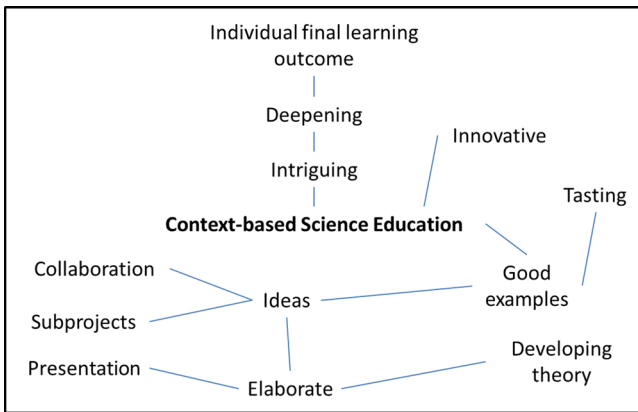 Individual final learning
outcome
Deepening
Innovative
Intriguing
Tasting
Context-based Science Education
Collaboration
Good
examples
Ideas
Subprojects
Developing
theory
Presentation
Elaborate